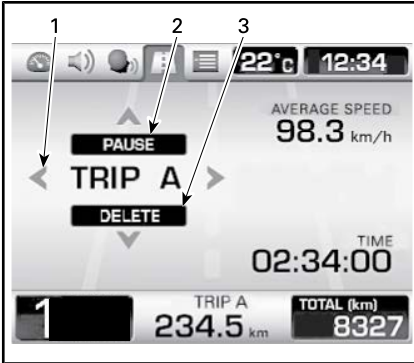 1 2 3
22°c 12:34
AVERAGE SPEED
98.3 km/h
PAUSE
TRIP A
DELETE
TIME
02:34:00
1
TRIP A
234.5 km
TOTAL (km)
8327